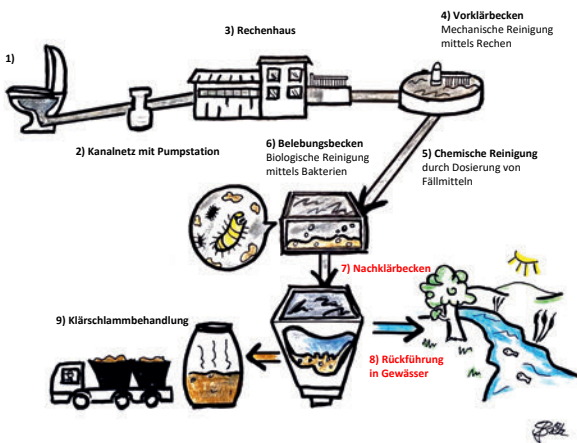 1)
2) Kanalnetz mit Pumpstation
3) Rechenhaus
4) Vorklärbecken
Mechanische Reinigung
mittels Rechen
5) Chemische Reinigung
durch Dosierung von
Fällmitteln
6) Belebungsbecken
Biologische Reinigung
mittels Bakterien
7) Nachklärbecken
8) Rückführung
in Gewässer
9) Klärschlammbehandlung